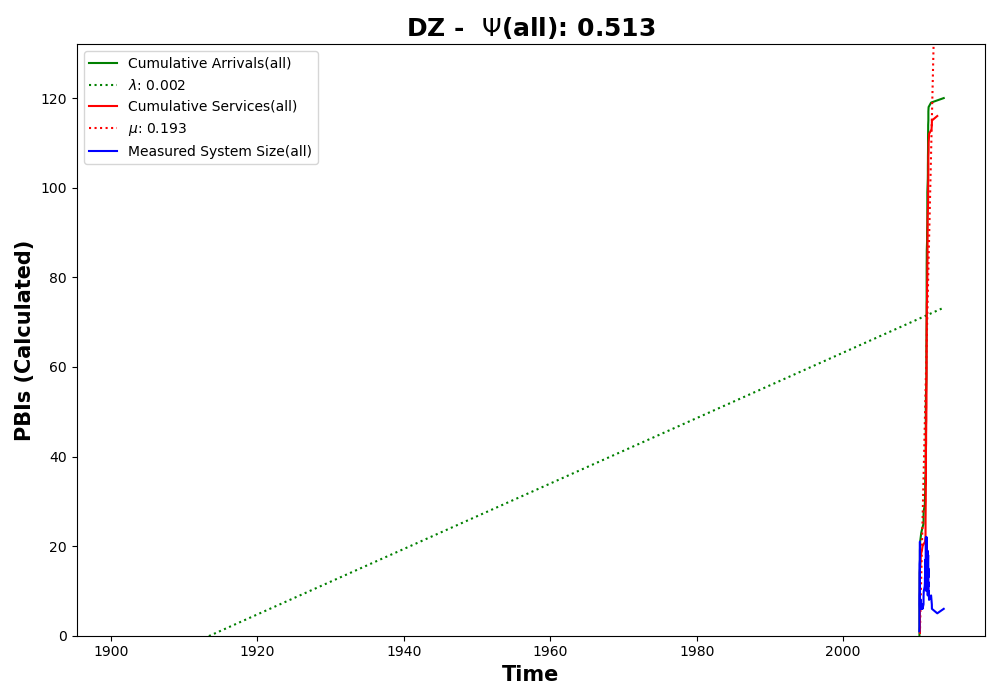 DZ - Ψ(all): 0.513
Cumulative Arrivals(all)
λ: 0.002
Cumulative Services(all)
μ: 0.193
Measured System Size(all)
PBIs (Calculated)
120
100
80
60
40
20
0
1900 1920 1940 1960 1980 2000
Time